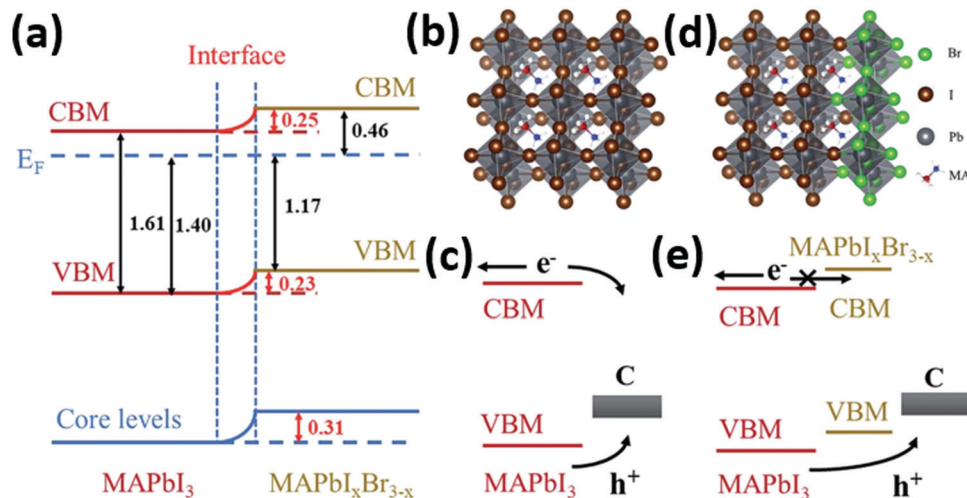 (a)
Interface
CBM
CBM
0.25
0.46
E_F
1.61
1.40
1.17
VBM
VBM
0.23
Core levels
0.31
MAPbI₃
MAPbIₓBr₃₋ₓ
(b)
(d)
Br
I
Pb
MA
(c)
e⁻
CBM
C
VBM
MAPbI₃
h⁺
(e)
MAPbIₓBr₃₋ₓ
e⁻
CBM
CBM
C
VBM
VBM
MAPbI₃
h⁺